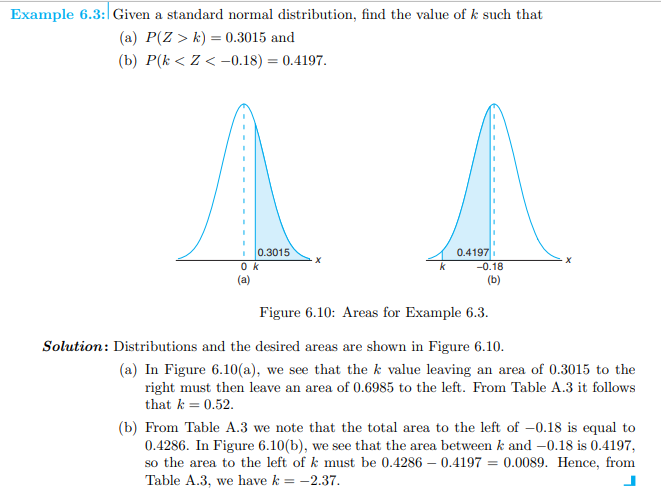 Example 6.3: Given a standard normal distribution, find the value of k such that
(a) P(Z > k) = 0.3015 and
(b) P(k < Z < −0.18) = 0.4197.
0.3015
x
0 k
(a)
0.4197
x
k −0.18
(b)
Figure 6.10: Areas for Example 6.3.
Solution: Distributions and the desired areas are shown in Figure 6.10.
(a) In Figure 6.10(a), we see that the k value leaving an area of 0.3015 to the
right must then leave an area of 0.6985 to the left. From Table A.3 it follows
that k = 0.52.
(b) From Table A.3 we note that the total area to the left of −0.18 is equal to
0.4286. In Figure 6.10(b), we see that the area between k and −0.18 is 0.4197,
so the area to the left of k must be 0.4286 − 0.4197 = 0.0089. Hence, from
Table A.3, we have k = −2.37.